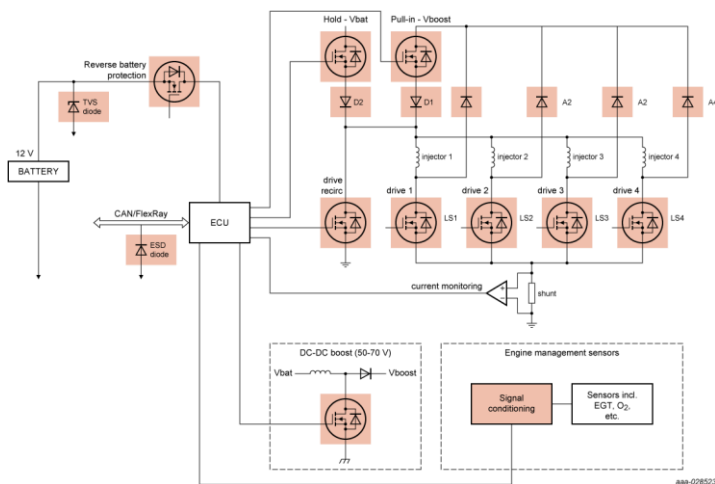 Hold - Vbat
Pull-in - Vboost
Reverse battery
protection
TVS
diode
D2
D1
A2
A2
A4
12 V
BATTERY
injector 1
injector 2
injector 3
injector 4
drive
recirc
drive 1
drive 2
drive 3
drive 4
CAN/FlexRay
ECU
LS1
LS2
LS3
LS4
ESD
diode
current monitoring
shunt
DC-DC boost (50-70 V)
Vbat
Vboost
Engine management sensors
Signal
conditioning
Sensors incl.
EGT, O2,
etc.
aaa-028523